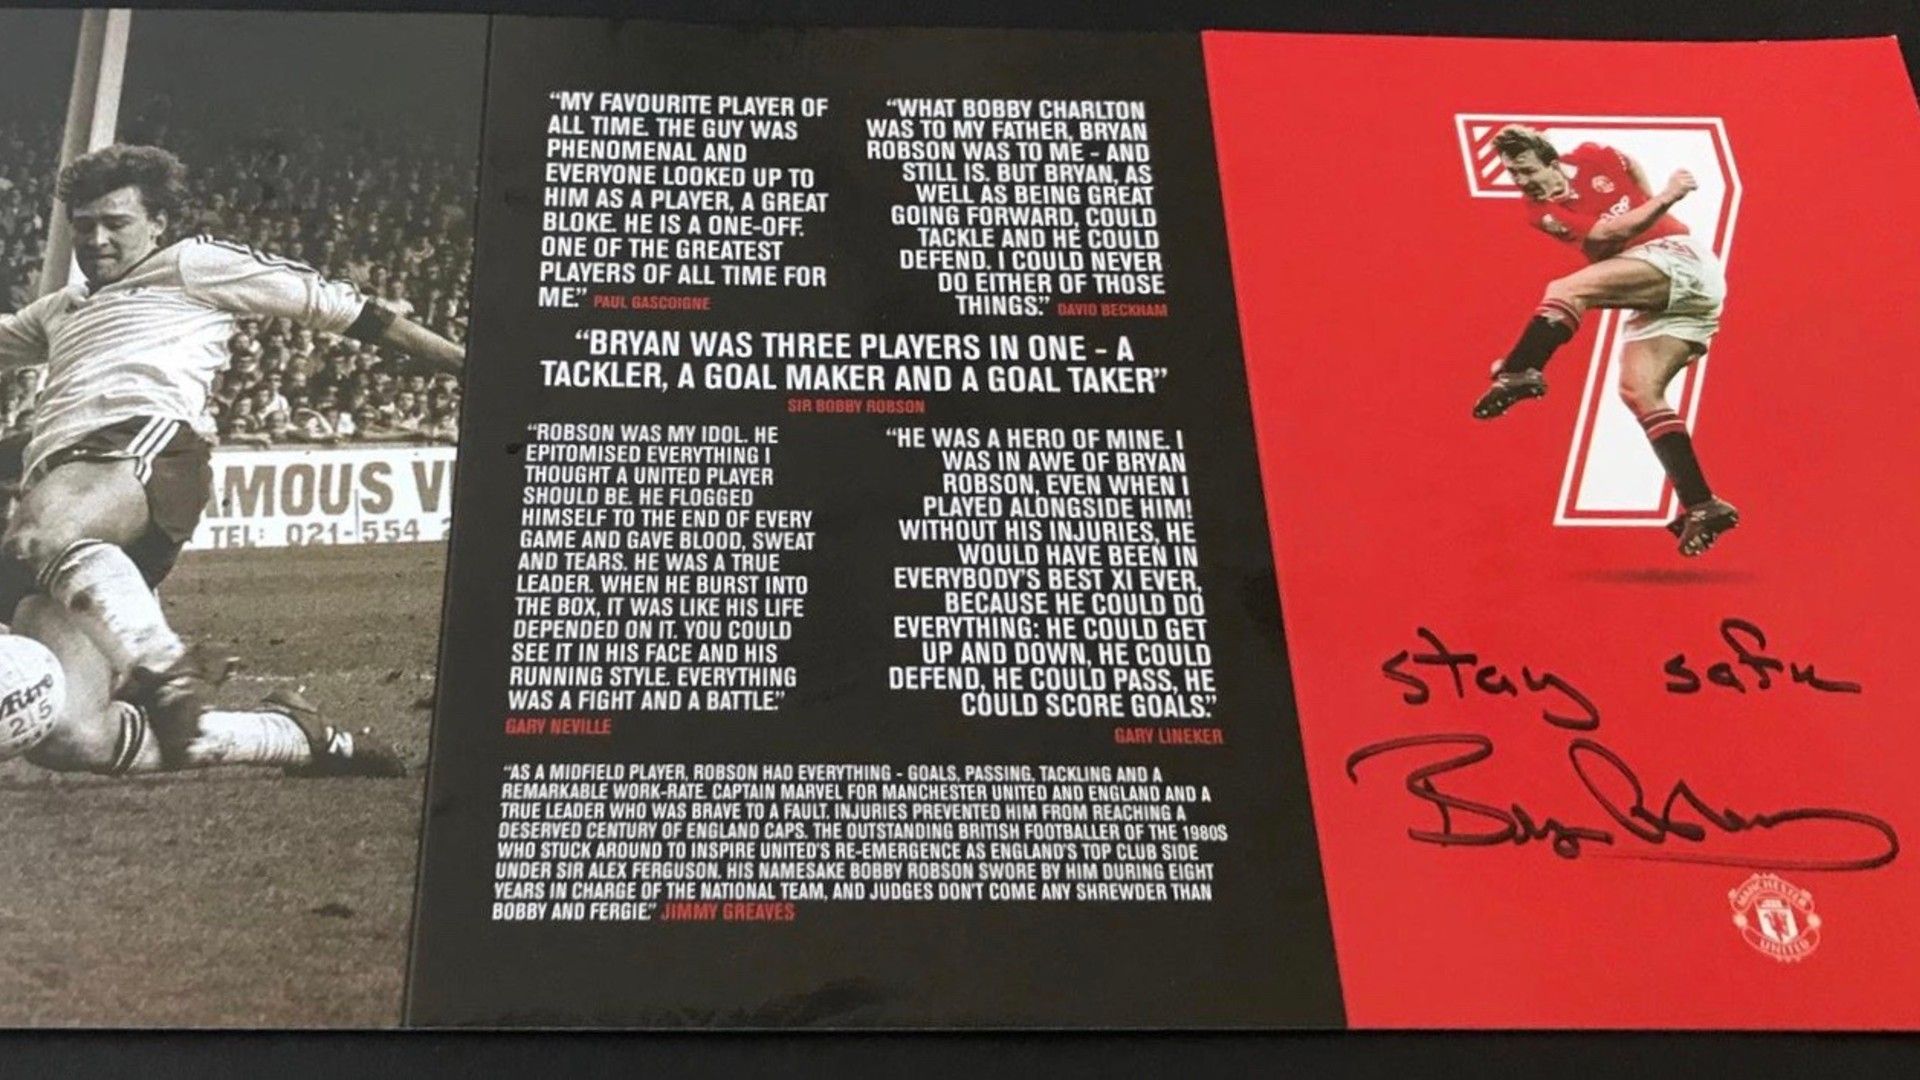 AMOUS V
TEL: 021-554 2
Mitre
215
"MY FAVOURITE PLAYER OF
ALL TIME. THE GUY WAS
PHENOMENAL AND
EVERYONE LOOKED UP TO
HIM AS A PLAYER, A GREAT
BLOKE. HE IS A ONE-OFF.
ONE OF THE GREATEST
PLAYERS OF ALL TIME FOR
ME." PAUL GASCOIGNE
"WHAT BOBBY CHARLTON
WAS TO MY FATHER, BRYAN
ROBSON WAS TO ME - AND
STILL IS. BUT BRYAN, AS
WELL AS BEING GREAT
GOING FORWARD, COULD
TACKLE AND HE COULD
DEFEND. I COULD NEVER
DO EITHER OF THOSE
THINGS." DAVID BECKHAM
"BRYAN WAS THREE PLAYERS IN ONE - A
TACKLER, A GOAL MAKER AND A GOAL TAKER"
SIR BOBBY ROBSON
"ROBSON WAS MY IDOL. HE
EPITOMISED EVERYTHING I
THOUGHT A UNITED PLAYER
SHOULD BE. HE FLOGGED
HIMSELF TO THE END OF EVERY
GAME AND GAVE BLOOD, SWEAT
AND TEARS. HE WAS A TRUE
LEADER. WHEN HE BURST INTO
THE BOX, IT WAS LIKE HIS LIFE
DEPENDED ON IT. YOU COULD
SEE IT IN HIS FACE AND HIS
RUNNING STYLE. EVERYTHING
WAS A FIGHT AND A BATTLE."
GARY NEVILLE
"HE WAS A HERO OF MINE. I
WAS IN AWE OF BRYAN
ROBSON, EVEN WHEN I
PLAYED ALONGSIDE HIM!
WITHOUT HIS INJURIES, HE
WOULD HAVE BEEN IN
EVERYBODY'S BEST XI EVER,
BECAUSE HE COULD DO
EVERYTHING: HE COULD GET
UP AND DOWN, HE COULD
DEFEND, HE COULD PASS, HE
COULD SCORE GOALS."
GARY LINEKER
"AS A MIDFIELD PLAYER, ROBSON HAD EVERYTHING - GOALS, PASSING, TACKLING AND A
REMARKABLE WORK-RATE. CAPTAIN MARVEL FOR MANCHESTER UNITED AND ENGLAND AND A
TRUE LEADER WHO WAS BRAVE TO A FAULT. INJURIES PREVENTED HIM FROM REACHING A
DESERVED CENTURY OF ENGLAND CAPS. THE OUTSTANDING BRITISH FOOTBALLER OF THE 1980S
WHO STUCK AROUND TO INSPIRE UNITED'S RE-EMERGENCE AS ENGLAND'S TOP CLUB SIDE
UNDER SIR ALEX FERGUSON. HIS NAMESAKE BOBBY ROBSON SWORE BY HIM DURING EIGHT
YEARS IN CHARGE OF THE NATIONAL TEAM, AND JUDGES DON'T COME ANY SHREWDER THAN
BOBBY AND FERGIE." JIMMY GREAVES
7
stay safe
Bryan Robson
MANCHESTER
UNITED